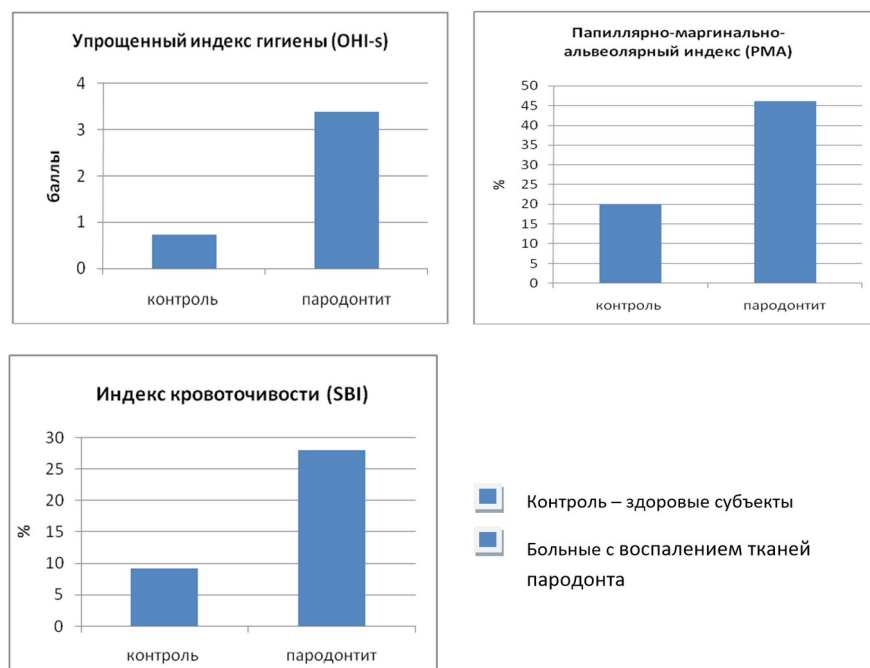 Упрощенный индекс гигиены (OHI-s)
4
3
2
1
0
баллы
контроль
пародонтит
Папиллярно-маргинально-
альвеолярный индекс (PMA)
50
45
40
35
30
25
20
15
10
5
0
%
контроль
пародонтит
Индекс кровоточивости (SBI)
30
25
20
15
10
5
0
%
контроль
пародонтит
Контроль – здоровые субъекты
Больные с воспалением тканей
пародонта